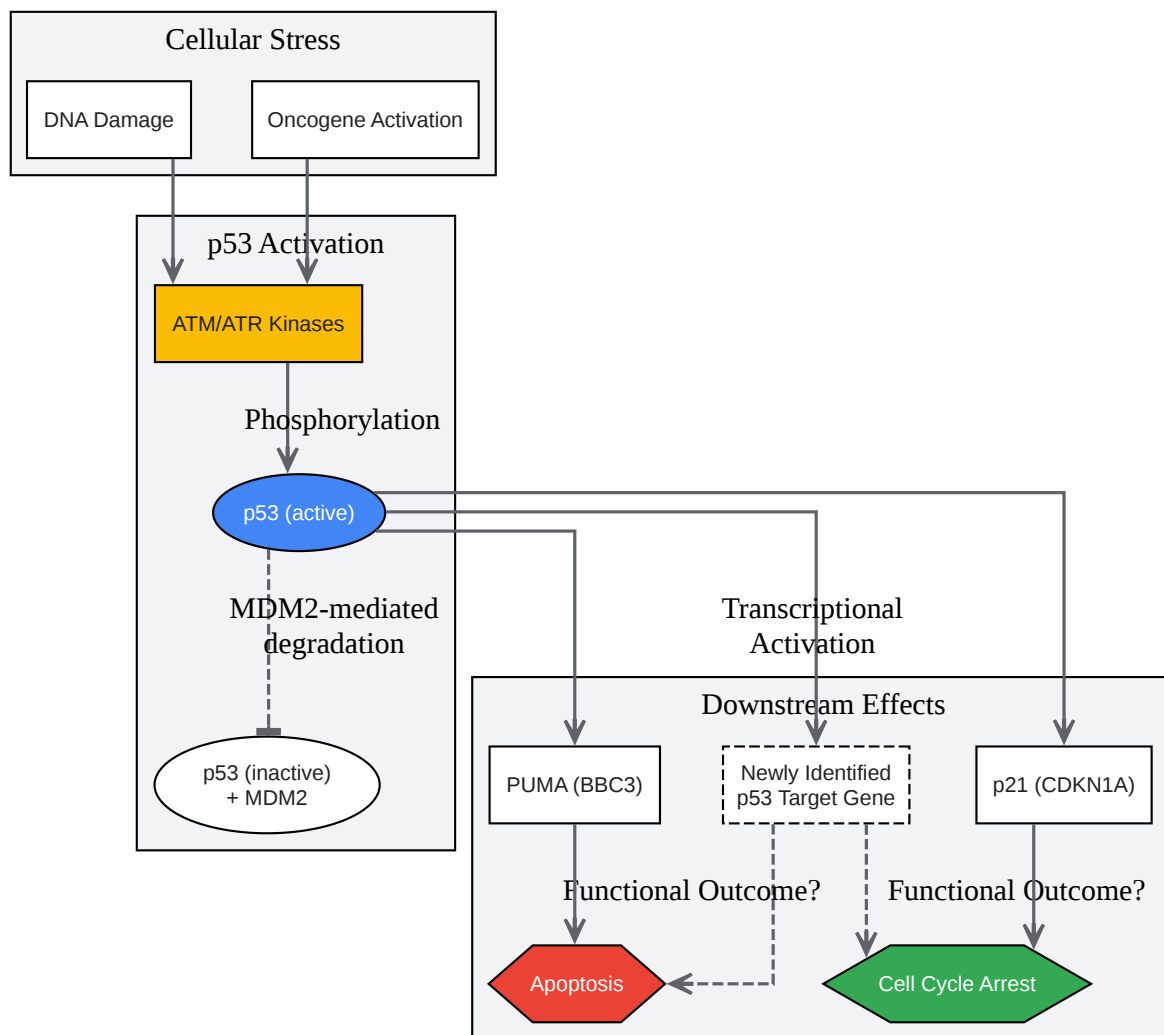 Cellular Stress
DNA Damage
Oncogene Activation
p53 Activation
ATM/ATR Kinases
Phosphorylation
p53 (active)
MDM2-mediated
degradation
Transcriptional
Activation
p53 (inactive)
+ MDM2
Downstream Effects
PUMA (BBC3)
Newly Identified
p53 Target Gene
p21 (CDKN1A)
Functional Outcome?
Functional Outcome?
Apoptosis
Cell Cycle Arrest